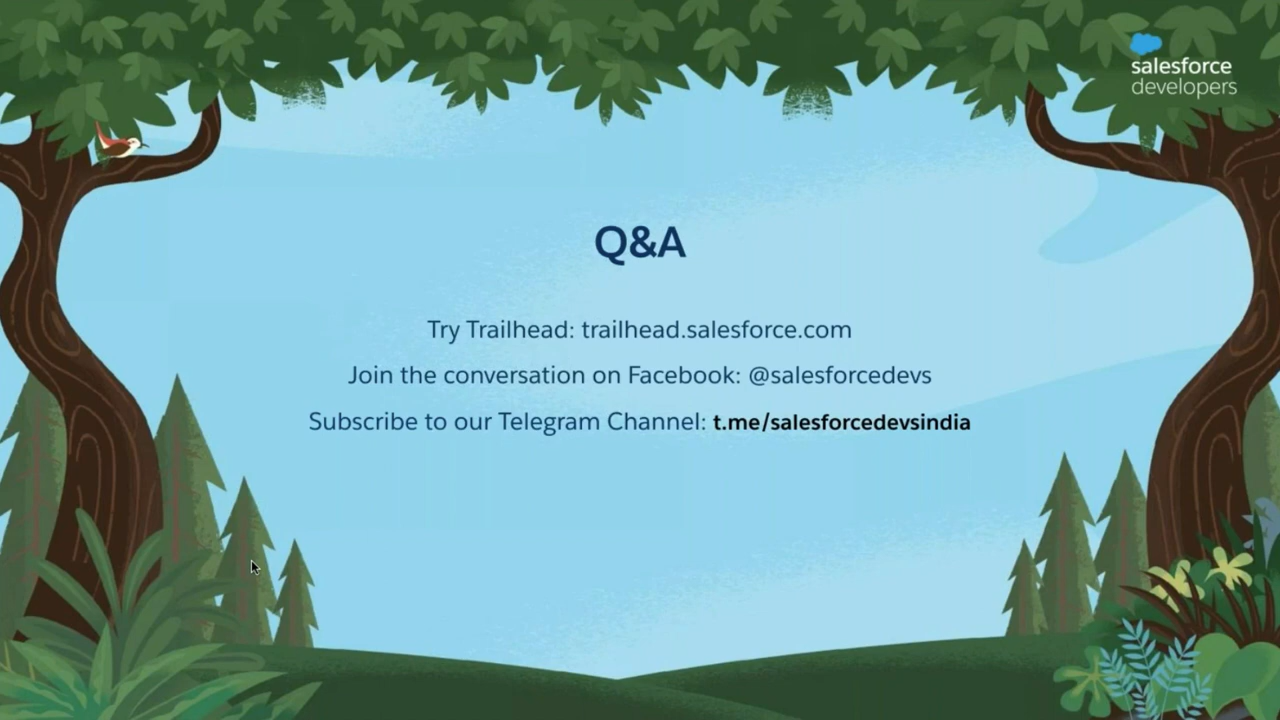 salesforce
developers
Q&A
Try Trailhead: trailhead.salesforce.com
Join the conversation on Facebook: @salesforcedevs
Subscribe to our Telegram Channel: t.me/salesforcedevsindia